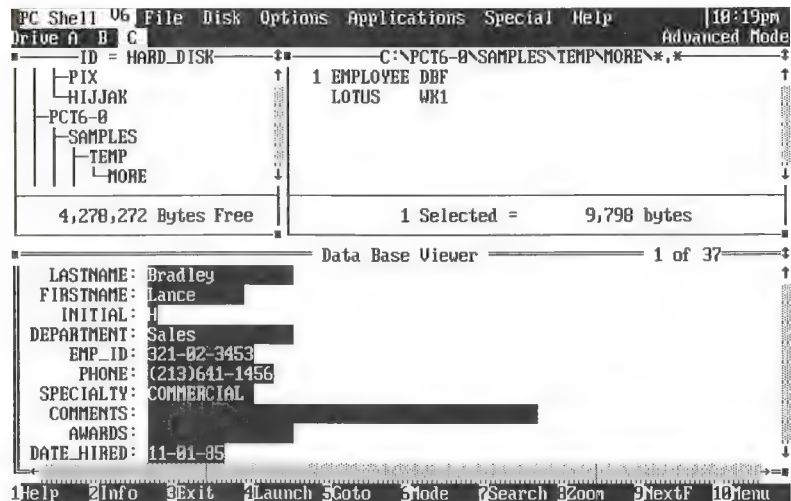 PC Shell V6 File Disk Options Applications Special Help 10:19pm
Drive A B C Advanced Mode
ID = HARD_DISK
PIX
HIJJAK
PCT6-0
SAMPLES
TEMP
MORE
4,278,272 Bytes Free
C:\PCT6-0\SAMPLES\TEMP\MORE\*.*
1 EMPLOYEE DBF
LOTUS WK1
1 Selected = 9,798 bytes
Data Base Viewer 1 of 37
LASTNAME: Bradley
FIRSTNAME: Lance
INITIAL: H
DEPARTMENT: Sales
EMP_ID: 321-02-3453
PHONE: (213)641-1456
SPECIALTY: COMMERCIAL
COMMENTS:
AWARDS:
DATE_HIRED: 11-01-85
1Help 2Info 3Exit 4Launch 5Goto 6Mode 7Search 8Zoom 9NextF 10Menu